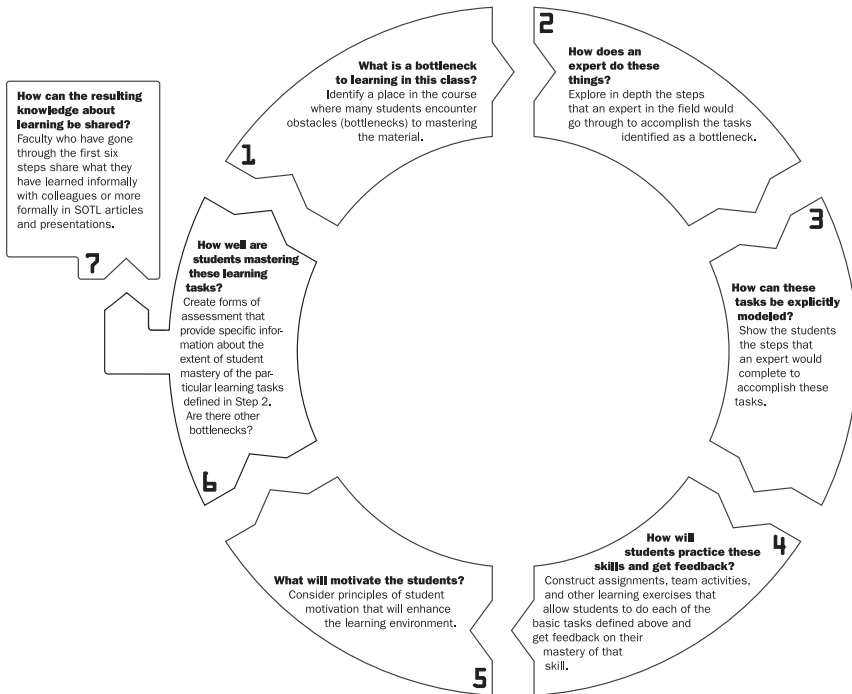 1
What is a bottleneck
to learning in this class?
Identify a place in the course
where many students encounter
obstacles (bottlenecks) to mastering
the material.
2
How does an
expert do these
things?
Explore in depth the steps
that an expert in the field would
go through to accomplish the tasks
identified as a bottleneck.
3
How can these
tasks be explicitly
modeled?
Show the students
the steps that
an expert would
complete to
accomplish these
tasks.
4
How will
students practice these
skills and get feedback?
Construct assignments, team activities,
and other learning exercises that
allow students to do each of the
basic tasks defined above and
get feedback on their
mastery of that
skill.
What will motivate the students?
Consider principles of student
motivation that will enhance
the learning environment.
5
How well are
students mastering
these learning
tasks?
Create forms of
assessment that
provide specific infor-
mation about the
extent of student
mastery of the par-
ticular learning tasks
defined in Step 2.
Are there other
bottlenecks?
6
How can the resulting
knowledge about
learning be shared?
Faculty who have gone
through the first six
steps share what they
have learned informally
with colleagues or more
formally in SOTL articles
and presentations.
7